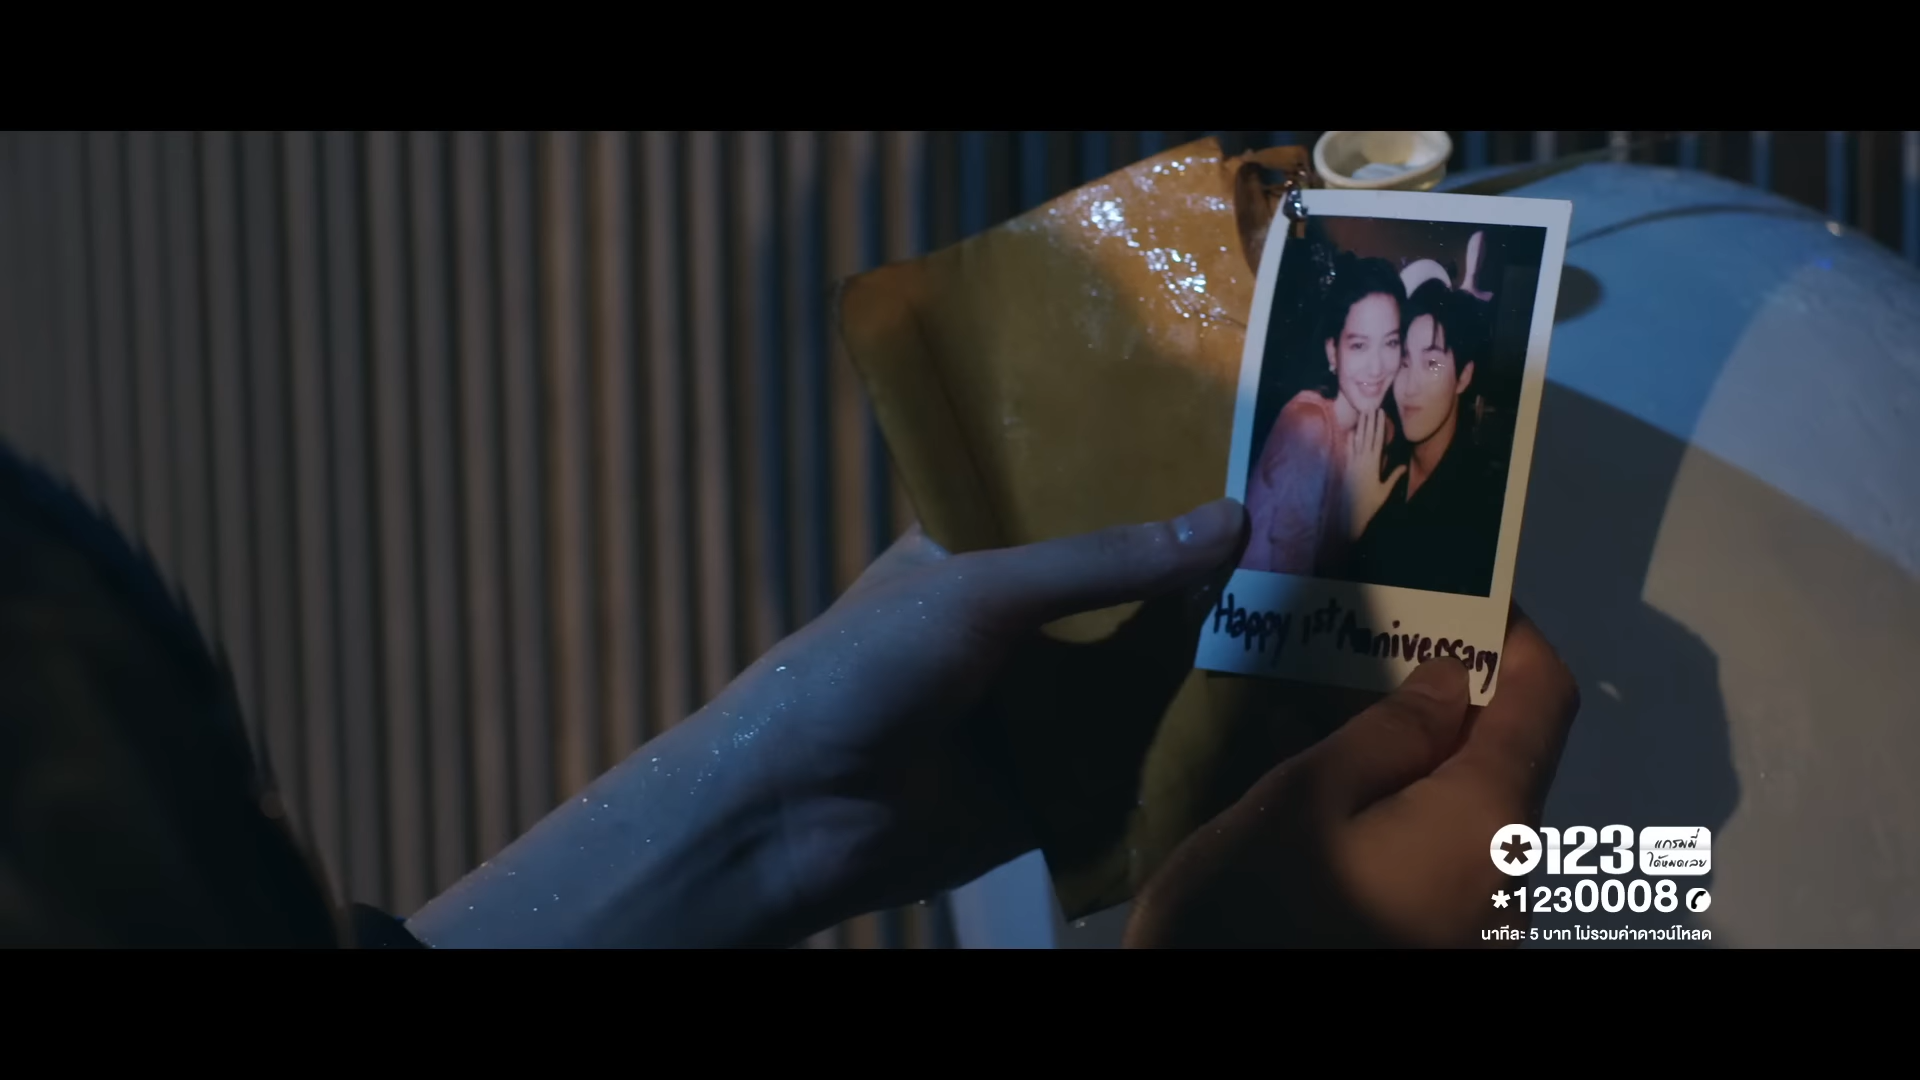 Happy 1st Anniversary
*123 แกรมมี่
ได้หมดเลย
*1230008
นาทีละ 5 บาท ไม่รวมค่าดาวน์โหลด